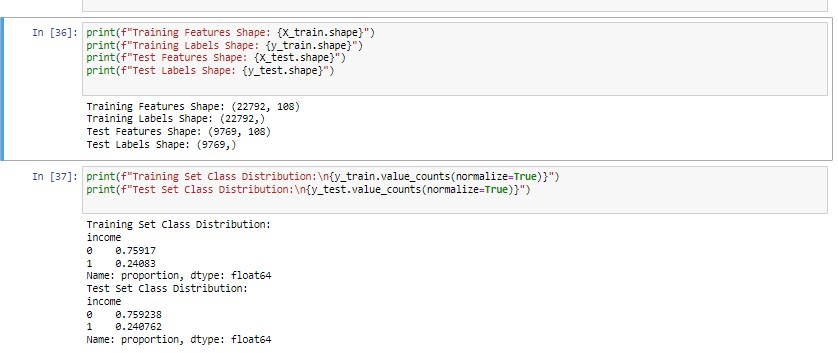 In [36]: print(f"Training Features Shape: {X_train.shape}")
print(f"Training Labels Shape: {y_train.shape}")
print(f"Test Features Shape: {X_test.shape}")
print(f"Test Labels Shape: {y_test.shape}")
Training Features Shape: (22792, 108)
Training Labels Shape: (22792,)
Test Features Shape: (9769, 108)
Test Labels Shape: (9769,)
In [37]: print(f"Training Set Class Distribution:\n{y_train.value_counts(normalize=True)}")
print(f"Test Set Class Distribution:\n{y_test.value_counts(normalize=True)}")
Training Set Class Distribution:
income
0    0.75917
1    0.24083
Name: proportion, dtype: float64
Test Set Class Distribution:
income
0    0.759238
1    0.240762
Name: proportion, dtype: float64